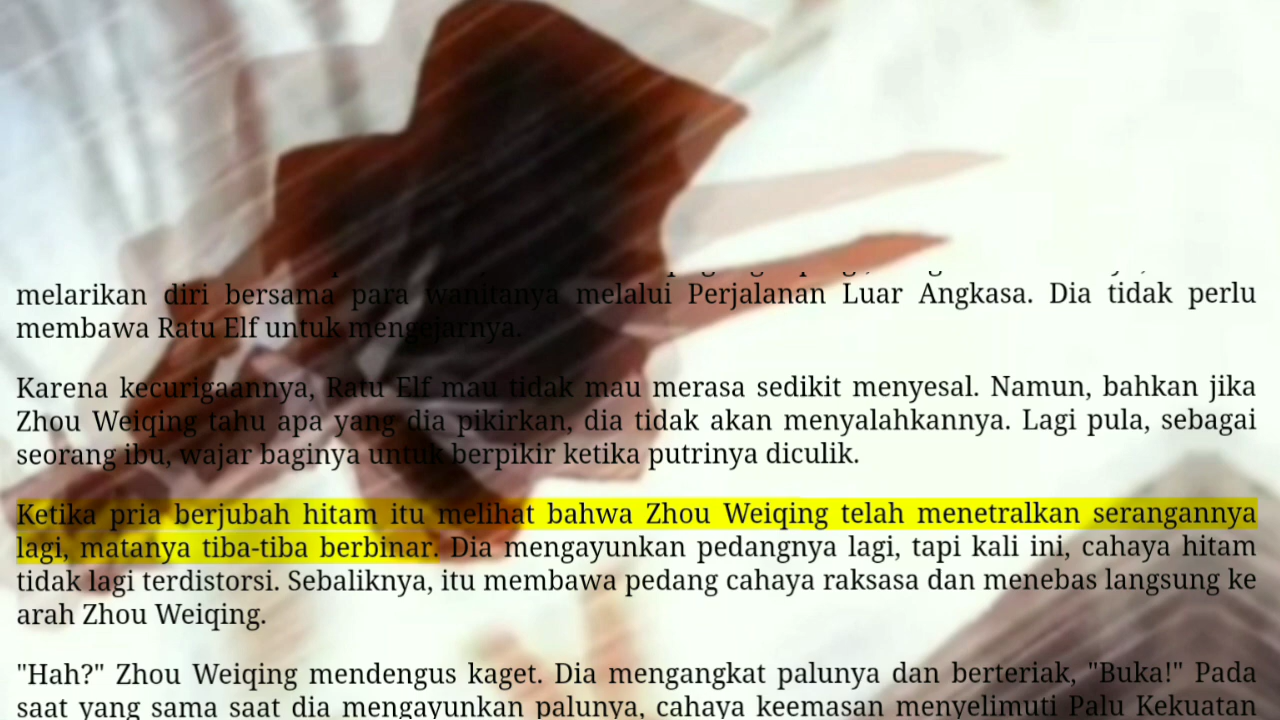 melarikan diri bersama para wanitanya melalui Perjalanan Luar Angkasa. Dia tidak perlu
membawa Ratu Elf untuk mengejarnya.
Karena kecurigaannya, Ratu Elf mau tidak mau merasa sedikit menyesal. Namun, bahkan jika
Zhou Weiqing tahu apa yang dia pikirkan, dia tidak akan menyalahkannya. Lagi pula, sebagai
seorang ibu, wajar baginya untuk berpikir ketika putrinya diculik.
Ketika pria berjubah hitam itu melihat bahwa Zhou Weiqing telah menetralkan serangannya
lagi, matanya tiba-tiba berbinar. Dia mengayunkan pedangnya lagi, tapi kali ini, cahaya hitam
tidak lagi terdistorsi. Sebaliknya, itu membawa pedang cahaya raksasa dan menebas langsung ke
arah Zhou Weiqing.
"Hah?" Zhou Weiqing mendengus kaget. Dia mengangkat palunya dan berteriak, "Buka!" Pada
saat yang sama saat dia mengayunkan palunya, cahaya keemasan menyelimuti Palu Kekuatan